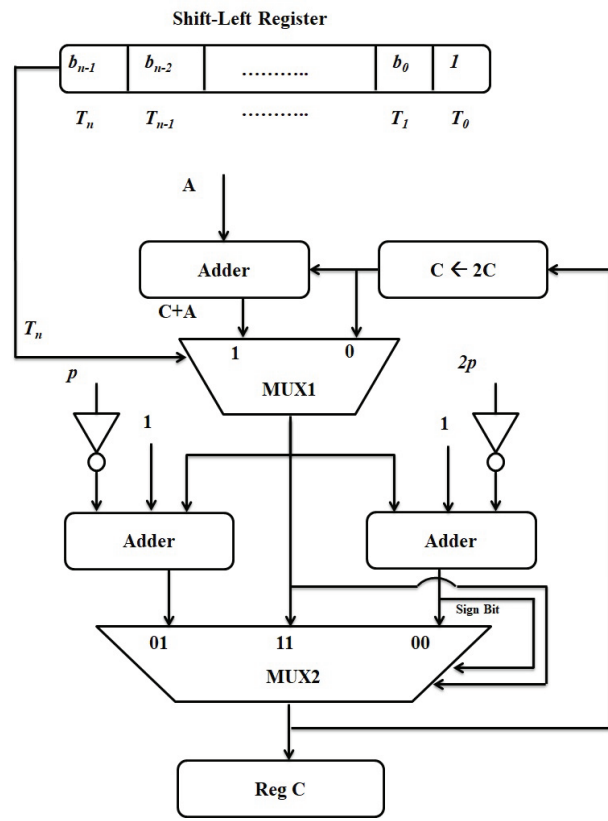 Shift-Left Register
b_{n-1} b_{n-2} ........... b_0 1
T_n T_{n-1} ........... T_1 T_0
A
Adder
C ← 2C
C+A
T_n
1 0
MUX1
p
2p
1
1
Adder
Adder
Sign Bit
01 11 00
MUX2
Reg C